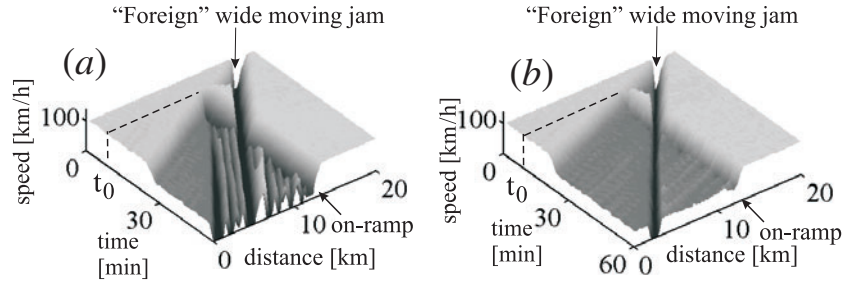 “Foreign” wide moving jam
(a)
speed [km/h]
100
0
t0
30
time
[min]
0
10
20
distance [km]
on-ramp
“Foreign” wide moving jam
(b)
speed [km/h]
100
0
t0
30
60
time
[min]
0
10
20
distance [km]
on-ramp